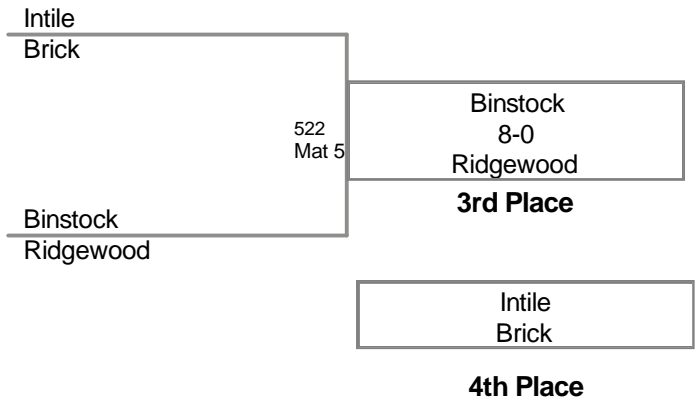 Intile
Brick
522
Mat 5
Binstock
8-0
Ridgewood
3rd Place
Binstock
Ridgewood
Intile
Brick
4th Place